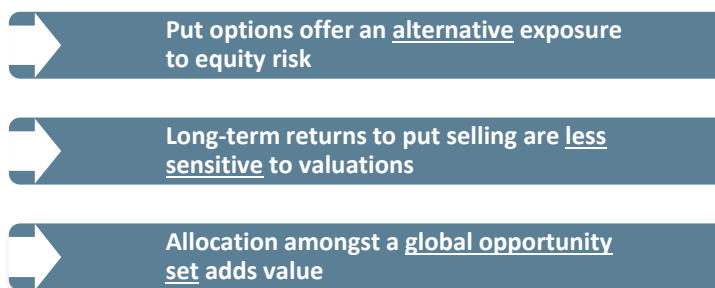 Put options offer an alternative exposure
to equity risk
Long-term returns to put selling are less
sensitive to valuations
Allocation amongst a global opportunity
set adds value